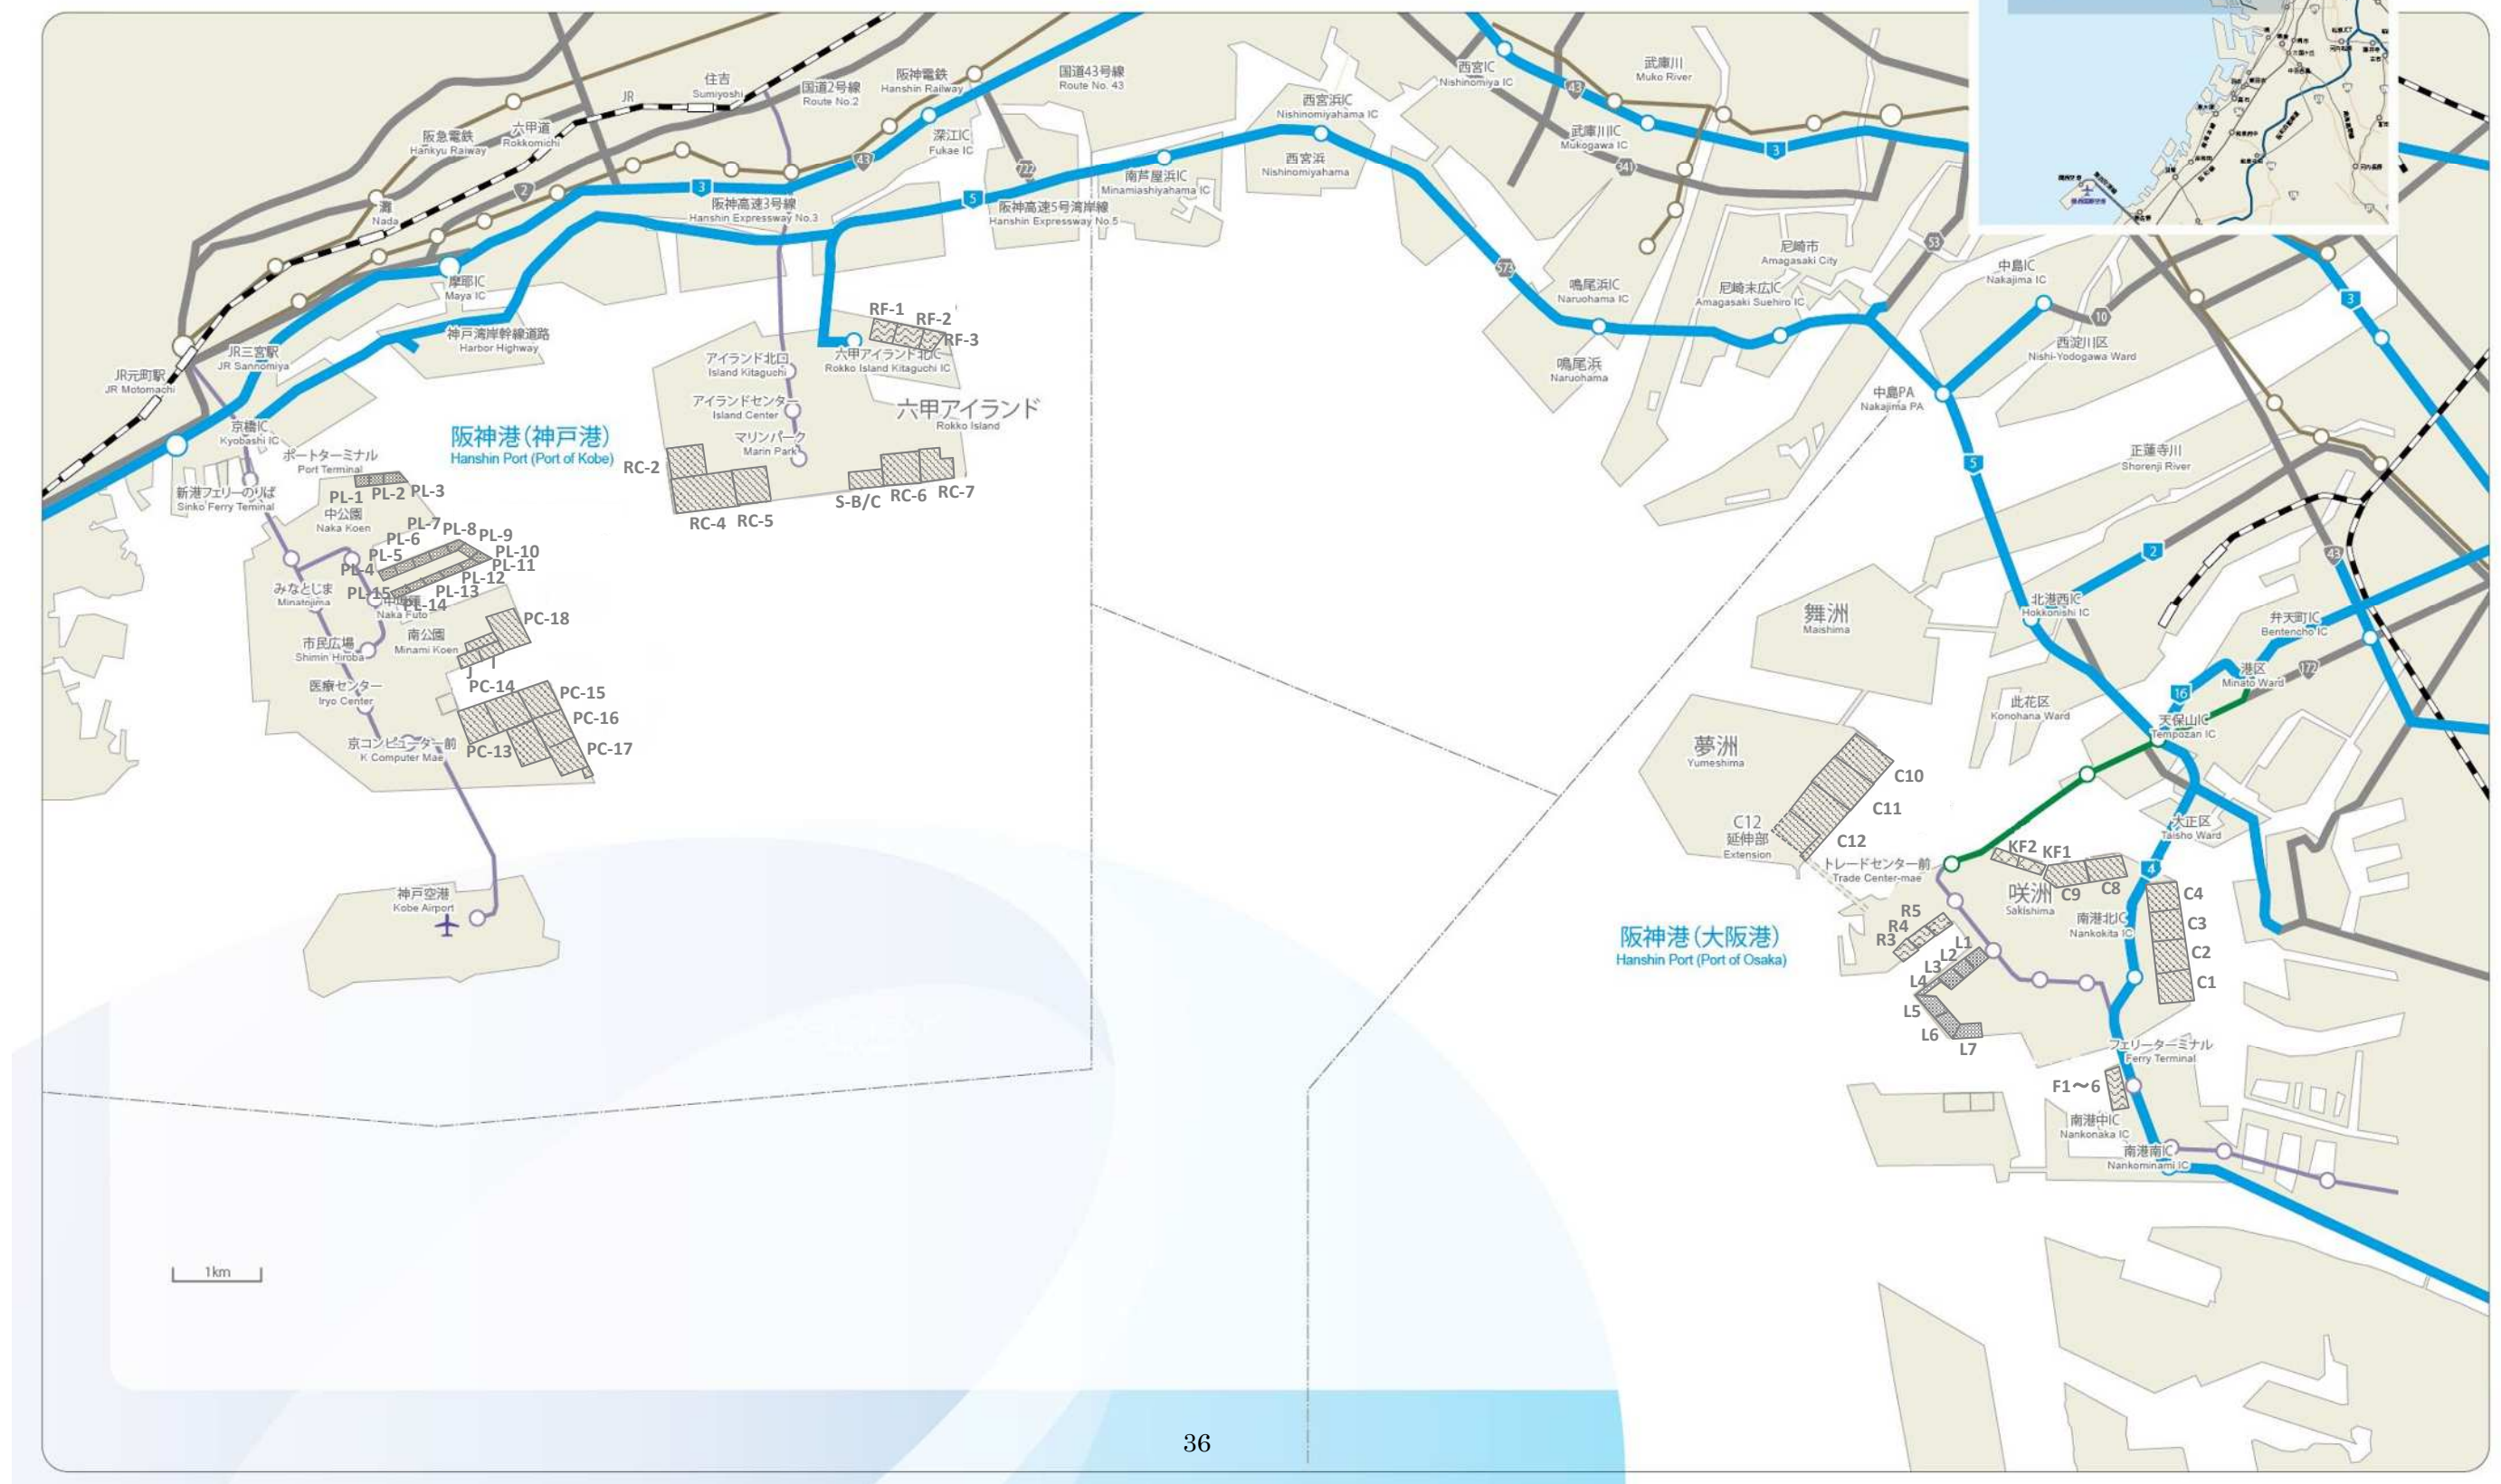 住吉
Sumiyoshi
JR
国道2号線
Route No.2
阪神電鉄
Hanshin Railway
国道43号線
Route No. 43
阪急電鉄
Hankyu Raiway
六甲道
Rokkomichi
深江IC
Fukae IC
43
722
2
3
5
灘
Nada
阪神高速3号線
Hanshin Expressway No.3
阪神高速5号湾岸線
Hanshin Expressway No.5
南芦屋浜IC
Minamiashiyahama IC
西宮浜IC
Nishinomiyahama IC
西宮浜
Nishinomiyahama
西宮IC
Nishinomiya IC
43
武庫川
Muko River
武庫川IC
Mukogawa IC
341
3
573
53
尼崎市
Amagasaki City
鳴尾浜IC
Naruohama IC
尼崎末広IC
Amagasaki Suehiro IC
中島IC
Nakajima IC
10
3
西淀川区
Nishi-Yodogawa Ward
鳴尾浜
Naruohama
中島PA
Nakajima PA
摩耶IC
Maya IC
神戸湾岸幹線道路
Harbor Highway
JR三宮駅
JR Sannomiya
JR元町駅
JR Motomachi
京橋IC
Kyobashi IC
ポートターミナル
Port Terminal
新港フェリーのりば
Sinko Ferry Teminal
阪神港（神戸港）
Hanshin Port (Port of Kobe)
アイランド北口
Island Kitaguchi
アイランドセンター
Island Center
マリンパーク
Marin Park
六甲アイランド北IC
Rokko Island Kitaguchi IC
六甲アイランド
Rokko Island
RF-1
RF-2
RF-3
RC-2
RC-4
RC-5
S-B/C
RC-6
RC-7
PL-1
PL-2
PL-3
中公園
Naka Koen
PL-7
PL-8
PL-9
PL-6
PL-10
PL-5
PL-11
PL-4
PL-12
PL-15
PL-13
PL-14
Naka Futo
みなとじま
Minatojima
南公園
Minami Koen
市民広場
Shimin Hiroba
医療センター
Iryo Center
京コンピューター前
K Computer Mae
PC-18
I
J
PC-14
PC-15
PC-16
PC-13
PC-17
神戸空港
Kobe Airport
1km
5
正蓮寺川
Shorenji River
2
43
北港西IC
Hokkonishi IC
弁天町IC
Bentencho IC
172
港区
Minato Ward
16
舞洲
Maishima
此花区
Konohana Ward
天保山IC
Tempozan IC
夢洲
Yumeshima
C10
C11
C12
C12
延伸部
Extension
大正区
Taisho Ward
4
トレードセンター前
Trade Center-mae
KF2
KF1
咲洲
Sakishima
C9
C8
C4
C3
C2
C1
南港北IC
Nankokita IC
R5
R4
R3
L1
L2
L3
L4
L5
L6
L7
阪神港（大阪港）
Hanshin Port (Port of Osaka)
フェリーターミナル
Ferry Terminal
F1～6
南港中IC
Nankonaka IC
南港南IC
Nankominami IC
36